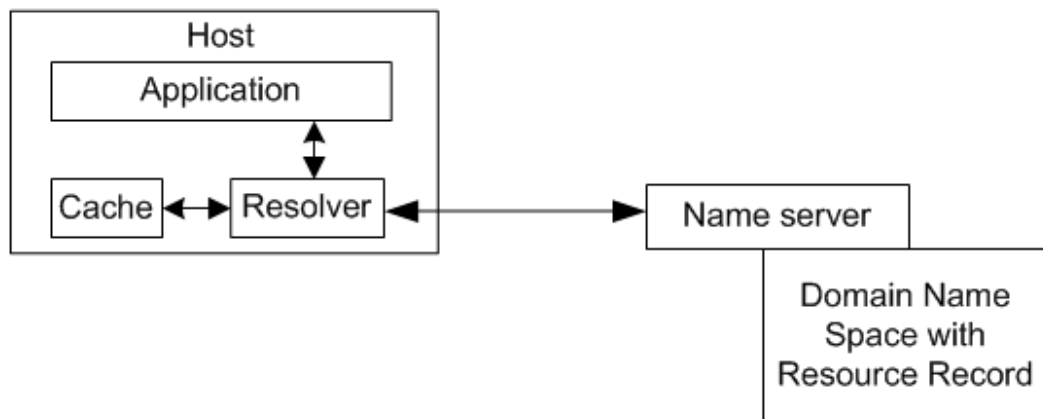 Host
Application
Cache
Resolver
Name server
Domain Name
Space with
Resource Record